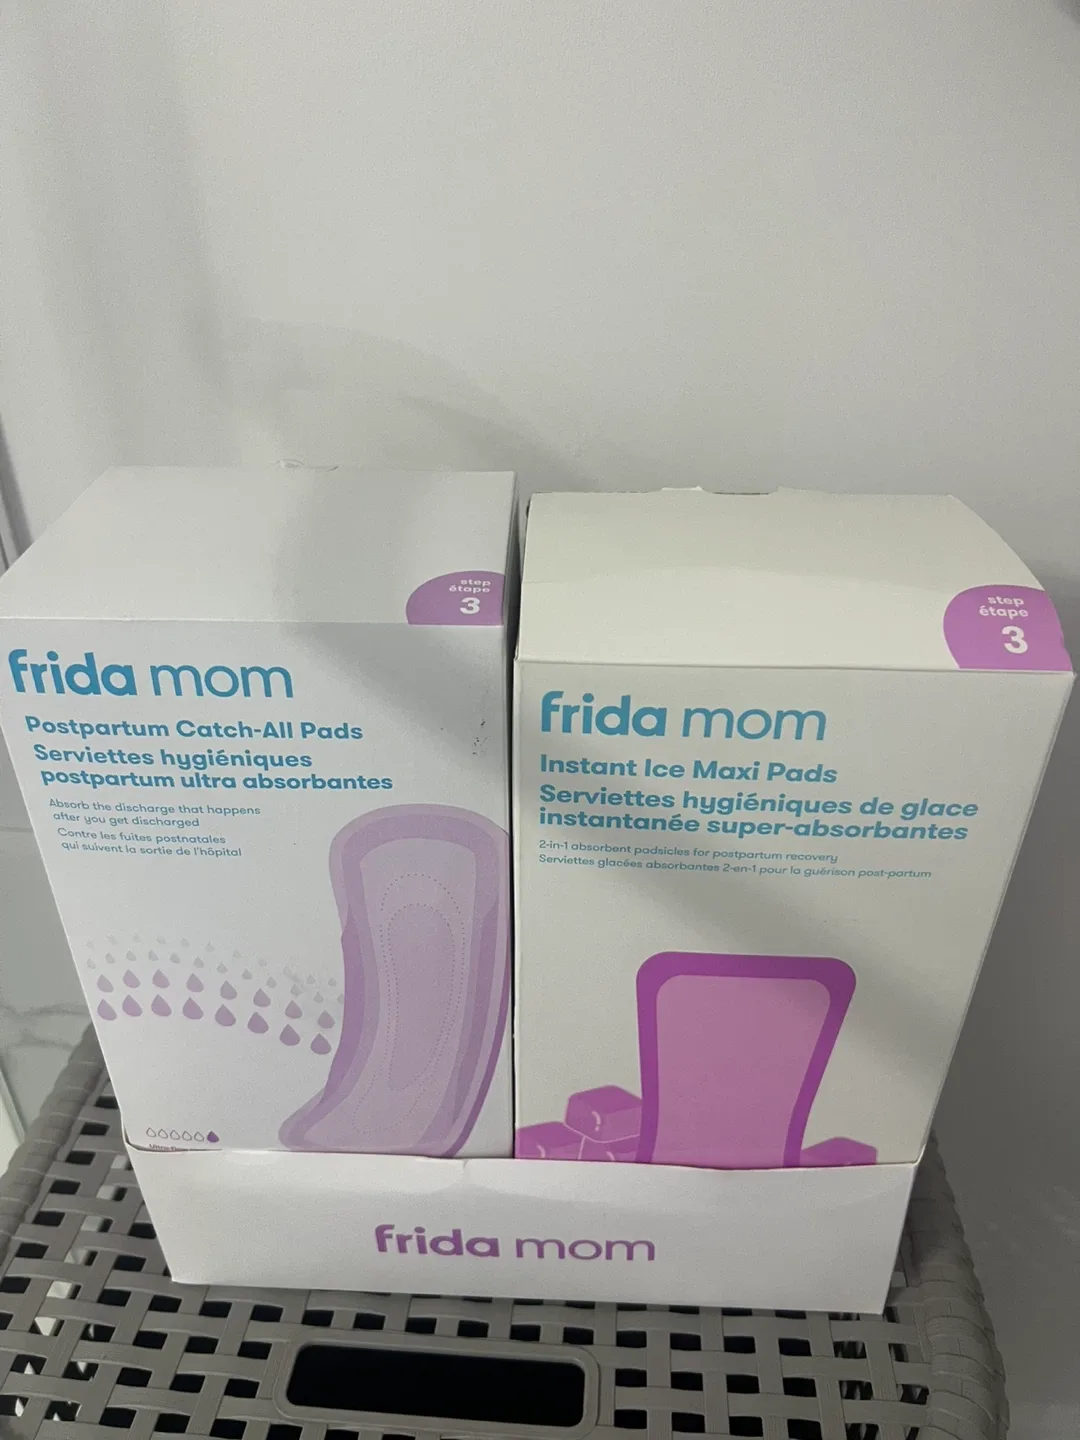 step
étape
3
frida mom
Postpartum Catch-All Pads
Serviettes hygiéniques
postpartum ultra absorbantes
Absorb the discharge that happens
after you get discharged
Contre les fuites postnatales
qui suivent la sortie de l'hôpital
step
étape
3
frida mom
Instant Ice Maxi Pads
Serviettes hygiéniques de glace
instantanée super-absorbantes
2-in-1 absorbent padsicles for postpartum recovery
Serviettes glacées absorbantes 2-en-1 pour la guérison post-partum
frida mom